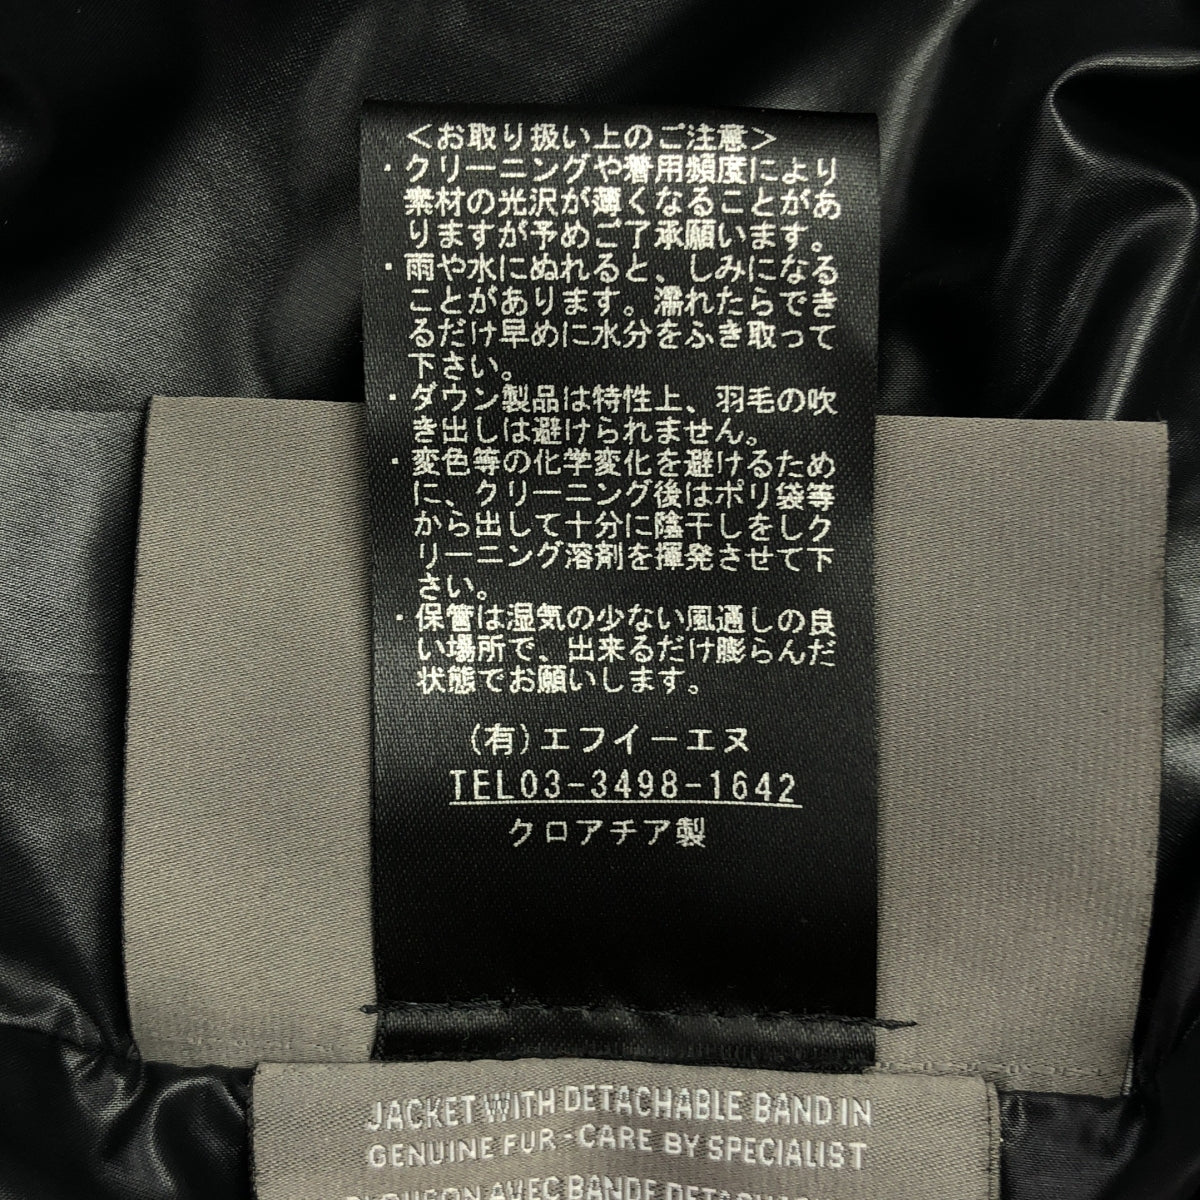 <お取り扱い上のご注意>
・クリーニングや着用頻度により
素材の光沢が薄くなることがあ
りますが予めご了承願います。
・雨や水にぬれると、しみになる
ことがあります。濡れたらでき
るだけ早めに水分をふき取って
下さい。
・ダウン製品は特性上、羽毛の吹
き出しは避けられません。
・変色等の化学変化を避けるため
に、クリーニング後はポリ袋等
から出して十分に陰干しをしク
リーニング溶剤を揮発させて下
さい。
・保管は湿気の少ない風通しの良
い場所で、出来るだけ膨らんだ
状態でお願いします。
(有)エフイーエヌ
TEL03-3498-1642
クロアチア製
JACKET WITH DETACHABLE BAND IN
GENUINE FUR - CARE BY SPECIALIST
BLOUSON AVEC BANDE